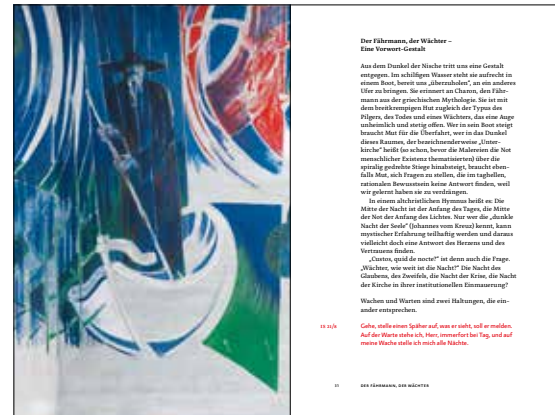 Der Fährmann, der Wächter –
Eine Vorwort-Gestalt
Aus dem Dunkel der Nische tritt uns eine Gestalt
entgegen. Im schilfigen Wasser steht sie aufrecht in
einem Boot, bereit uns „überzuholen“, an ein anderes
Ufer zu bringen. Sie erinnert an Charon, den Fähr-
mann aus der griechischen Mythologie. Sie ist mit
dem breitkrempigen Hut zugleich der Typus des
Pilgers, des Todes und eines Wächters, das eine Auge
unheimlich und stetig offen. Wer in sein Boot steigt
braucht Mut für die Überfahrt, wer in das Dunkel
dieses Raumes, der bezeichnenderweise „Unter-
kirche“ heißt (so schon, bevor die Malereien die Not
menschlicher Existenz thematisierten) über die
spiralig gedrehte Stiege hinabsteigt, braucht eben-
falls Mut, sich Fragen zu stellen, die im taghellen,
rationalen Bewusstsein keine Antwort finden, weil
wir gelernt haben sie zu verdrängen.
In einem altchristlichen Hymnus heißt es: Die
Mitte der Nacht ist der Anfang des Tages, die Mitte
der Not der Anfang des Lichtes. Nur wer die „dunkle
Nacht der Seele“ (Johannes vom Kreuz) kennt, kann
mystischer Erfahrung teilhaftig werden und daraus
vielleicht doch eine Antwort des Herzens und des
Vertrauens finden.
„Custos, quid de nocte?“ ist denn auch die Frage.
„Wächter, wie weit ist die Nacht?“ Die Nacht des
Glaubens, des Zweifels, die Nacht der Krise, die Nacht
der Kirche in ihrer institutionellen Einmauerung?
Wachen und Warten sind zwei Haltungen, die ein-
ander entsprechen.
Gehe, stelle einen Späher auf, was er sieht, soll er melden.
Auf der Warte stehe ich, Herr, immerfort bei Tag, und auf
meine Wache stelle ich mich alle Nächte.
DER FÄHRMANN, DER WÄCHTER